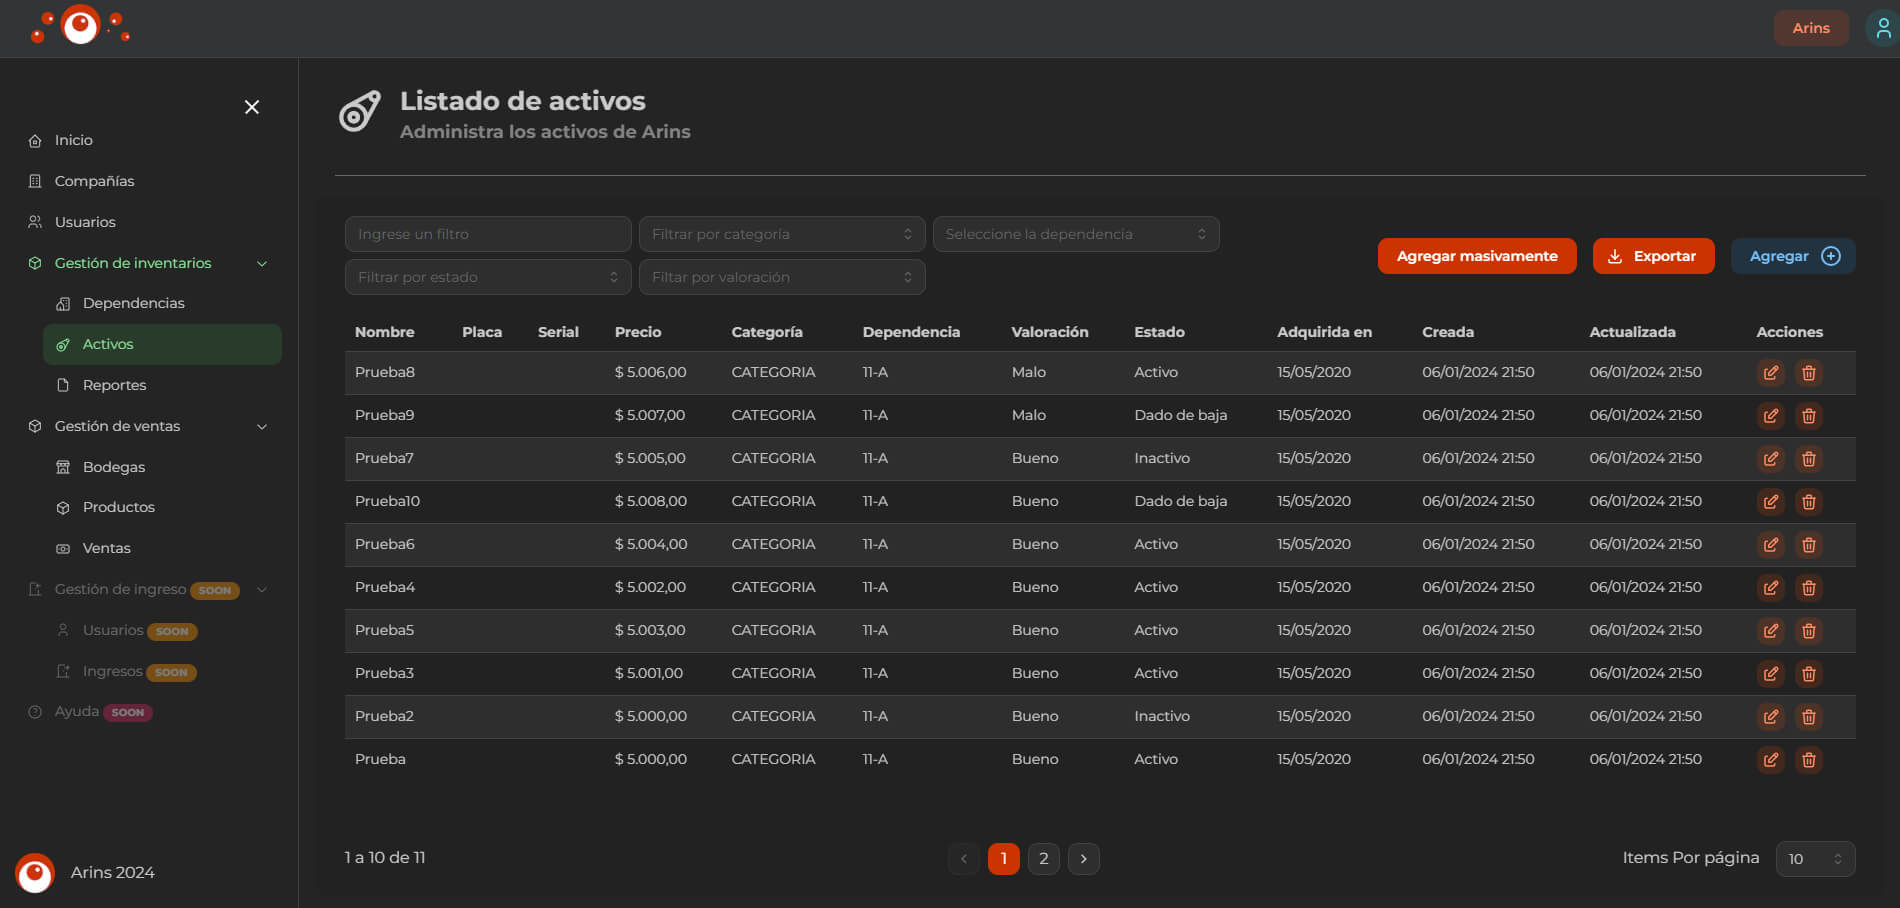 Arins
Inicio
Compañías
Usuarios
Gestión de inventarios
Dependencias
Activos
Reportes
Gestión de ventas
Bodegas
Productos
Ventas
Gestión de ingreso SOON
Usuarios SOON
Ingresos SOON
Ayuda SOON
Arins 2024
Listado de activos
Administra los activos de Arins
Ingrese un filtro Filtrar por categoría Seleccione la dependencia
Filtrar por estado Filtar por valoración
Agregar masivamente Exportar Agregar
Nombre Placa Serial Precio Categoría Dependencia Valoración Estado Adquirida en Creada Actualizada Acciones
Prueba8 $ 5.006,00 CATEGORIA 11-A Malo Activo 15/05/2020 06/01/2024 21:50 06/01/2024 21:50
Prueba9 $ 5.007,00 CATEGORIA 11-A Malo Dado de baja 15/05/2020 06/01/2024 21:50 06/01/2024 21:50
Prueba7 $ 5.005,00 CATEGORIA 11-A Bueno Inactivo 15/05/2020 06/01/2024 21:50 06/01/2024 21:50
Prueba10 $ 5.008,00 CATEGORIA 11-A Bueno Dado de baja 15/05/2020 06/01/2024 21:50 06/01/2024 21:50
Prueba6 $ 5.004,00 CATEGORIA 11-A Bueno Activo 15/05/2020 06/01/2024 21:50 06/01/2024 21:50
Prueba4 $ 5.002,00 CATEGORIA 11-A Bueno Activo 15/05/2020 06/01/2024 21:50 06/01/2024 21:50
Prueba5 $ 5.003,00 CATEGORIA 11-A Bueno Activo 15/05/2020 06/01/2024 21:50 06/01/2024 21:50
Prueba3 $ 5.001,00 CATEGORIA 11-A Bueno Activo 15/05/2020 06/01/2024 21:50 06/01/2024 21:50
Prueba2 $ 5.000,00 CATEGORIA 11-A Bueno Inactivo 15/05/2020 06/01/2024 21:50 06/01/2024 21:50
Prueba $ 5.000,00 CATEGORIA 11-A Bueno Activo 15/05/2020 06/01/2024 21:50 06/01/2024 21:50
1 a 10 de 11 1 2 Items Por página 10